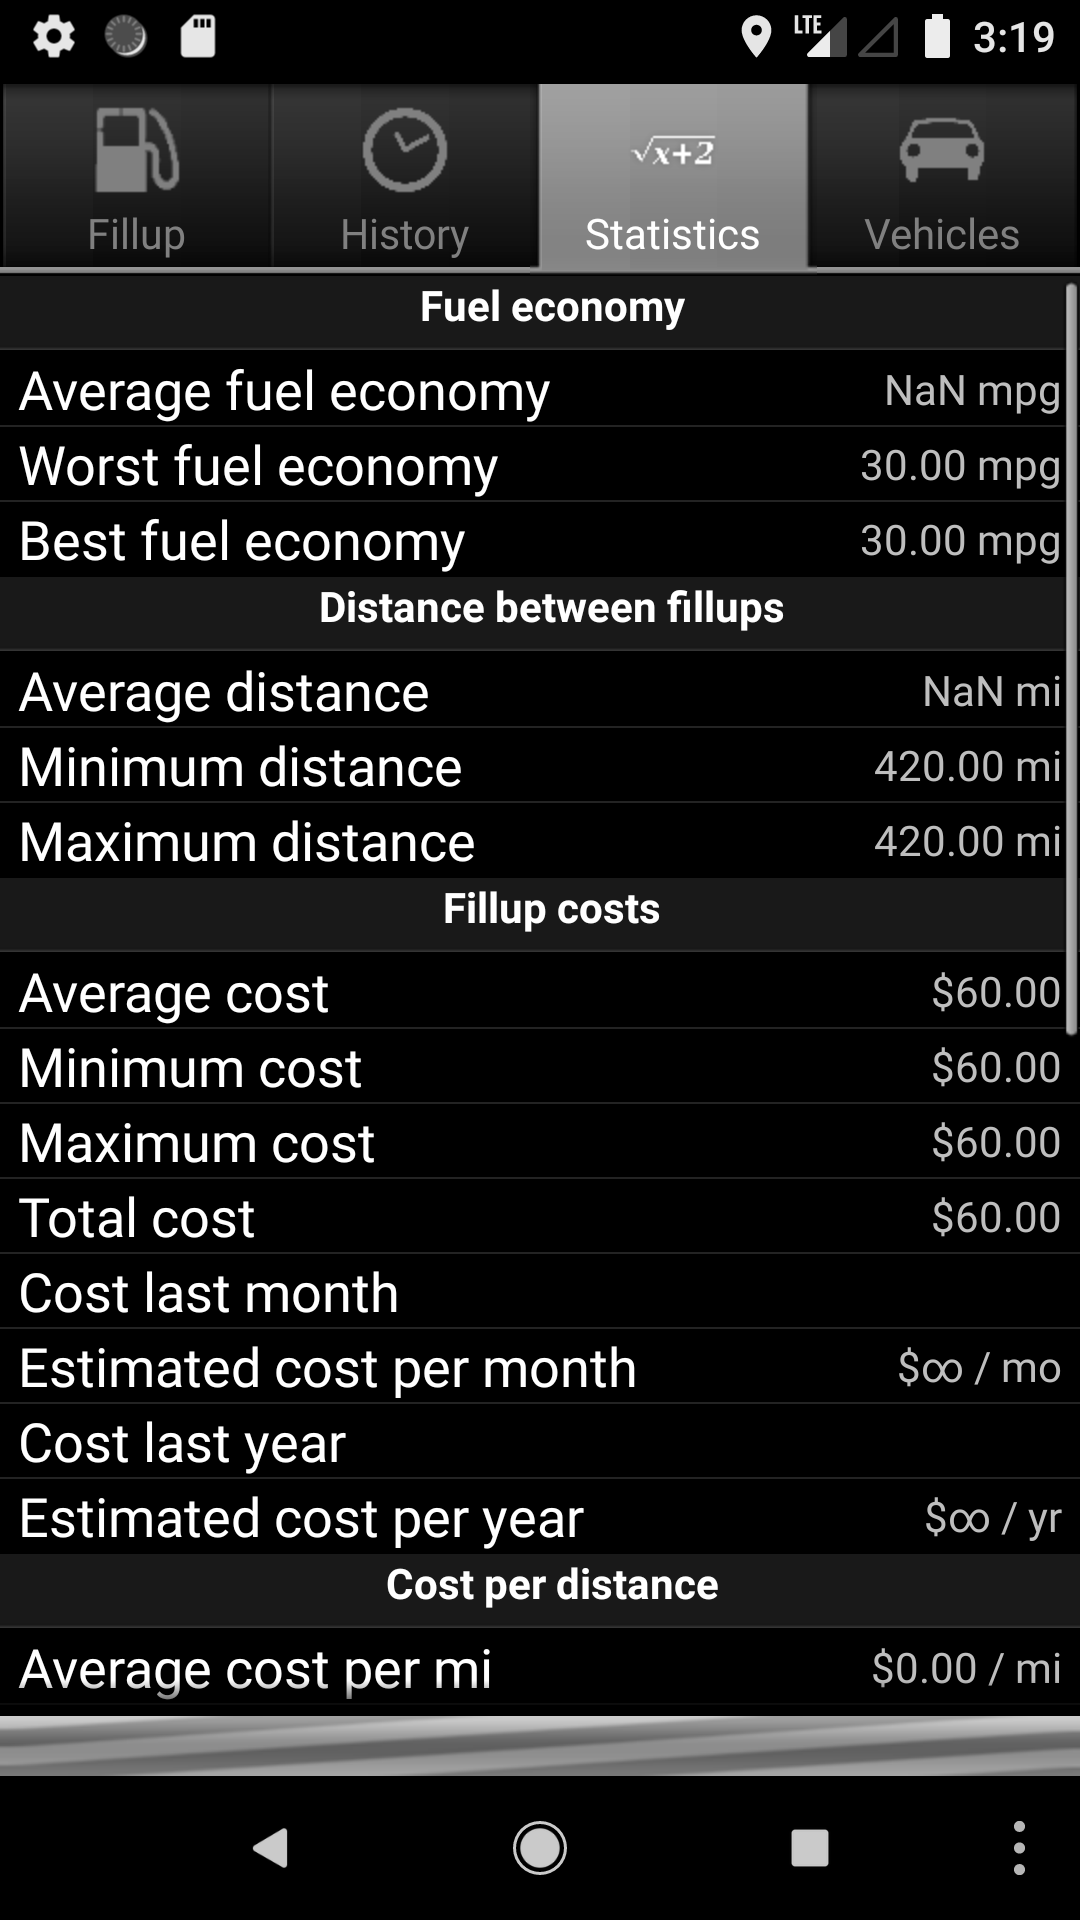 LTE 3:19
√x+2
Fillup History Statistics Vehicles
Fuel economy
Average fuel economy NaN mpg
Worst fuel economy 30.00 mpg
Best fuel economy 30.00 mpg
Distance between fillups
Average distance NaN mi
Minimum distance 420.00 mi
Maximum distance 420.00 mi
Fillup costs
Average cost $60.00
Minimum cost $60.00
Maximum cost $60.00
Total cost $60.00
Cost last month
Estimated cost per month $∞ / mo
Cost last year
Estimated cost per year $∞ / yr
Cost per distance
Average cost per mi $0.00 / mi